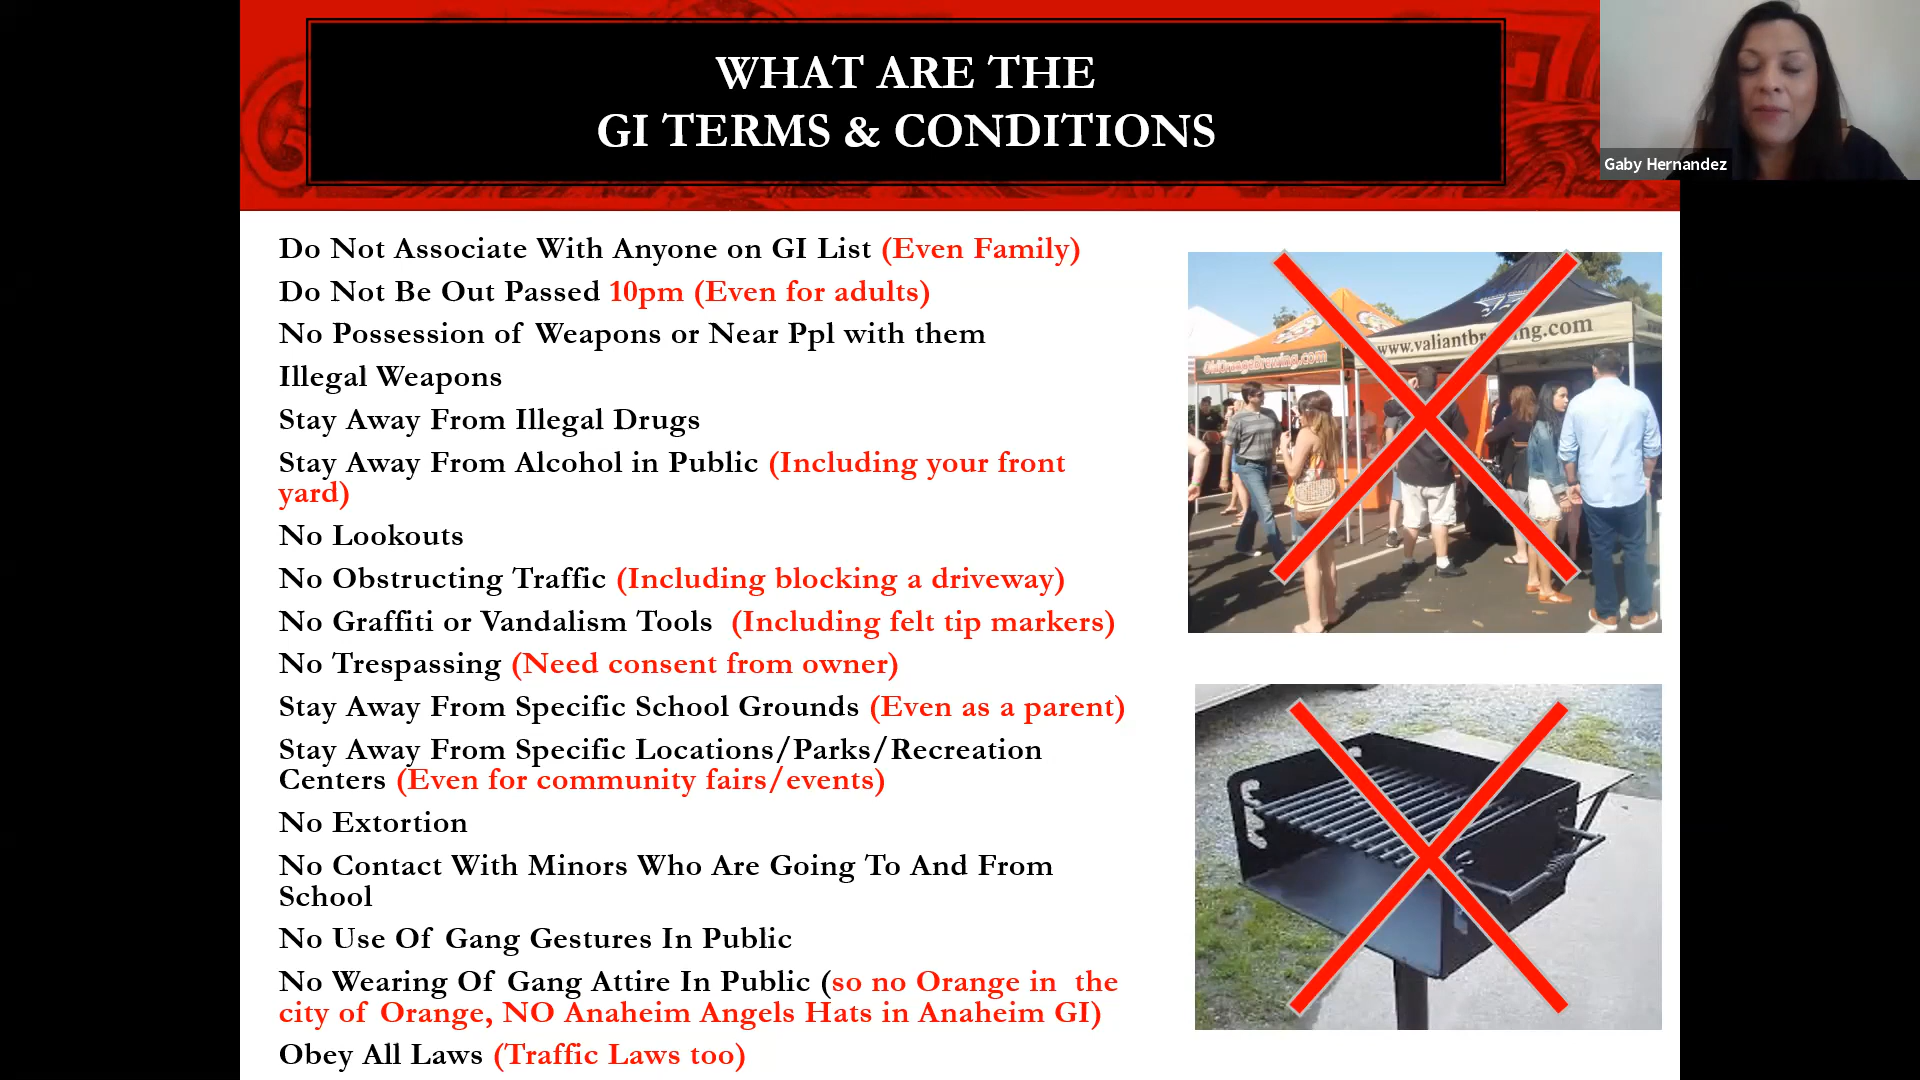 WHAT ARE THE
GI TERMS & CONDITIONS
Gaby Hernandez
Do Not Associate With Anyone on GI List (Even Family)
Do Not Be Out Passed 10pm (Even for adults)
No Possession of Weapons or Near Ppl with them
Illegal Weapons
Stay Away From Illegal Drugs
Stay Away From Alcohol in Public (Including your front
yard)
No Lookouts
No Obstructing Traffic (Including blocking a driveway)
No Graffiti or Vandalism Tools (Including felt tip markers)
No Trespassing (Need consent from owner)
Stay Away From Specific School Grounds (Even as a parent)
Stay Away From Specific Locations/Parks/Recreation
Centers (Even for community fairs/events)
No Extortion
No Contact With Minors Who Are Going To And From
School
No Use Of Gang Gestures In Public
No Wearing Of Gang Attire In Public (so no Orange in the
city of Orange, NO Anaheim Angels Hats in Anaheim GI)
Obey All Laws (Traffic Laws too)
OldOrangeBrewing.com